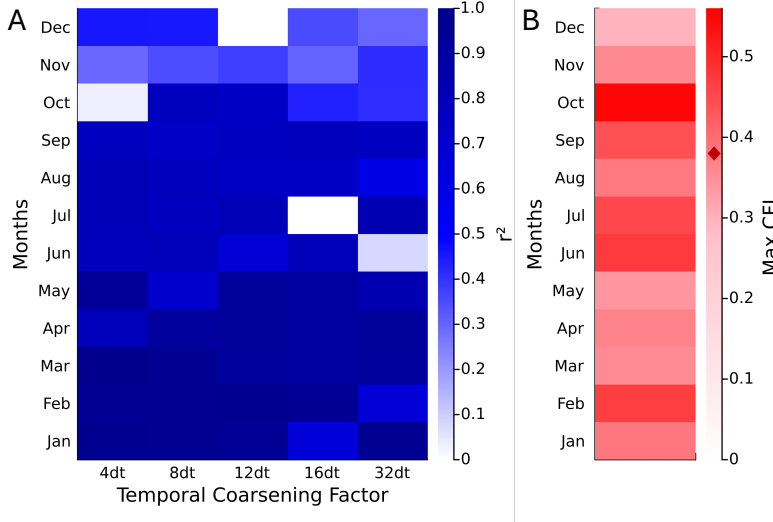 A
Dec
Nov
Oct
Sep
Aug
Jul
Jun
May
Apr
Mar
Feb
Jan
Months
4dt 8dt 12dt 16dt 32dt
Temporal Coarsening Factor
1.0
0.9
0.8
0.7
0.6
0.5
0.4
0.3
0.2
0.1
0
r²
B
Dec
Nov
Oct
Sep
Aug
Jul
Jun
May
Apr
Mar
Feb
Jan
Months
0.5
0.4
0.3
0.2
0.1
0
Max CFL